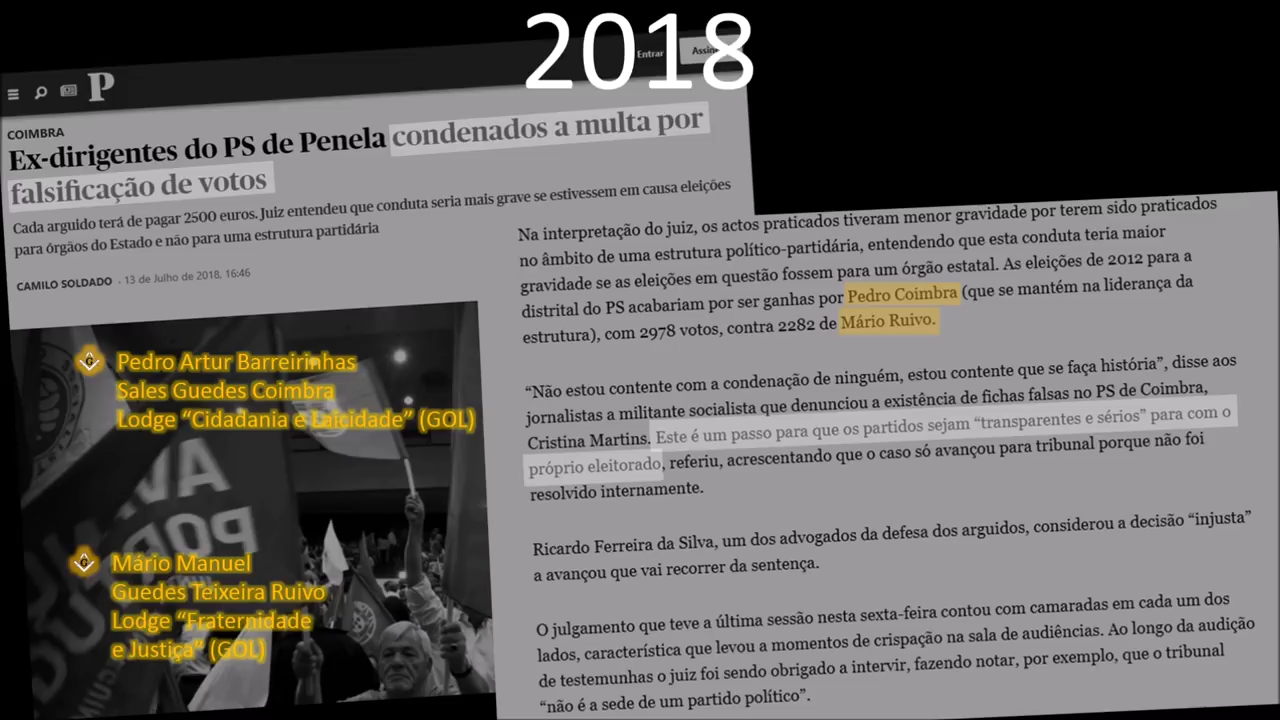 2018
Entrar
P
COIMBRA
Ex-dirigentes do PS de Penela condenados a multa por
falsificação de votos
Cada arguido terá de pagar 2500 euros. Juiz entendeu que conduta seria mais grave se estivessem em causa eleições
para órgãos do Estado e não para uma estrutura partidária
CAMILO SOLDADO · 13 de Julho de 2018, 16:46
Pedro Artur Barreirinhas
Sales Guedes Coimbra
Lodge “Cidadania e Laicidade” (GOL)
Mário Manuel
Guedes Teixeira Ruivo
Lodge “Fraternidade
e Justiça” (GOL)
Na interpretação do juiz, os actos praticados tiveram menor gravidade por terem sido praticados
no âmbito de uma estrutura político-partidária, entendendo que esta conduta teria maior
gravidade se as eleições em questão fossem para um órgão estatal. As eleições de 2012 para a
distrital do PS acabariam por ser ganhas por Pedro Coimbra (que se mantém na liderança da
estrutura), com 2978 votos, contra 2282 de Mário Ruivo.
“Não estou contente com a condenação de ninguém, estou contente que se faça história”, disse aos
jornalistas a militante socialista que denunciou a existência de fichas falsas no PS de Coimbra,
Cristina Martins. Este é um passo para que os partidos sejam “transparentes e sérios” para com o
próprio eleitorado, referiu, acrescentando que o caso só avançou para tribunal porque não foi
resolvido internamente.
Ricardo Ferreira da Silva, um dos advogados da defesa dos arguidos, considerou a decisão “injusta”
a avançou que vai recorrer da sentença.
O julgamento que teve a última sessão nesta sexta-feira contou com camaradas em cada um dos
lados, característica que levou a momentos de crispação na sala de audiências. Ao longo da audição
de testemunhas o juiz foi sendo obrigado a intervir, fazendo notar, por exemplo, que o tribunal
“não é a sede de um partido político”.